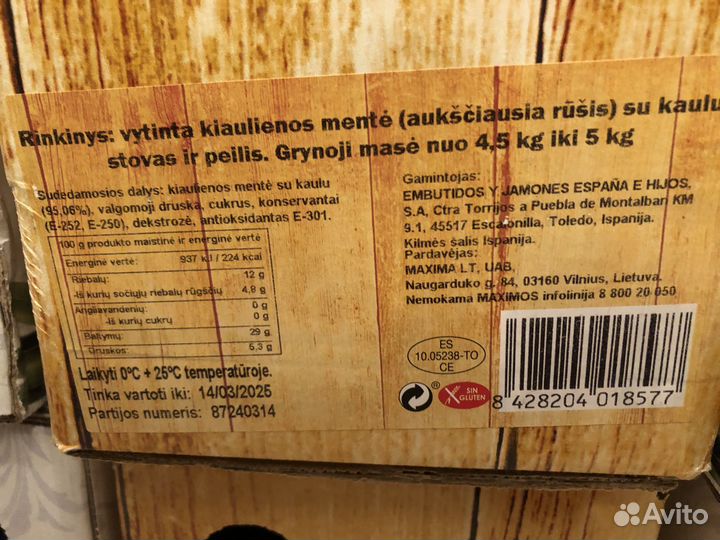 Rinkinys: vytinta kiaulienos mentė (aukščiausia rūšis) su kaulu
stovas ir peilis. Grynoji masė nuo 4,5 kg iki 5 kg
Sudedamosios dalys: kiaulienos mentė su kaulu
(95,06%), valgomoji druska, cukrus, konservantai
(E-252, E-250), dekstrozė, antioksidantas E-301.
100 g produkto maistinė ir energinė vertė
Energinė vertė: 937 kJ / 224 kcal
Riebalų: 12 g
-Iš kurių sočiųjų riebalų rūgščių 4,8 g
Angliavandenių: 0 g
-Iš kurių cukrų 0 g
Baltymų: 29 g
Druskos: 5,3 g
Laikyti 0ºC + 25ºC temperatūroje.
Tinka vartoti iki: 14/03/2025
Partijos numeris: 87240314
Gamintojas:
EMBUTIDOS Y JAMONES ESPAÑA E HIJOS,
S.A, Ctra Torrijos a Puebla de Montalban KM
9.1, 45517 Escalonilla, Toledo, Ispanija.
Kilmės šalis Ispanija.
Pardavėjas:
MAXIMA LT, UAB,
Naugarduko g. 84, 03160 Vilnius, Lietuva.
Nemokama MAXIMOS infolinija 8 800 20 050
ES
10.05238-TO
CE
SIN
GLUTEN
8 428204 018577
Avito